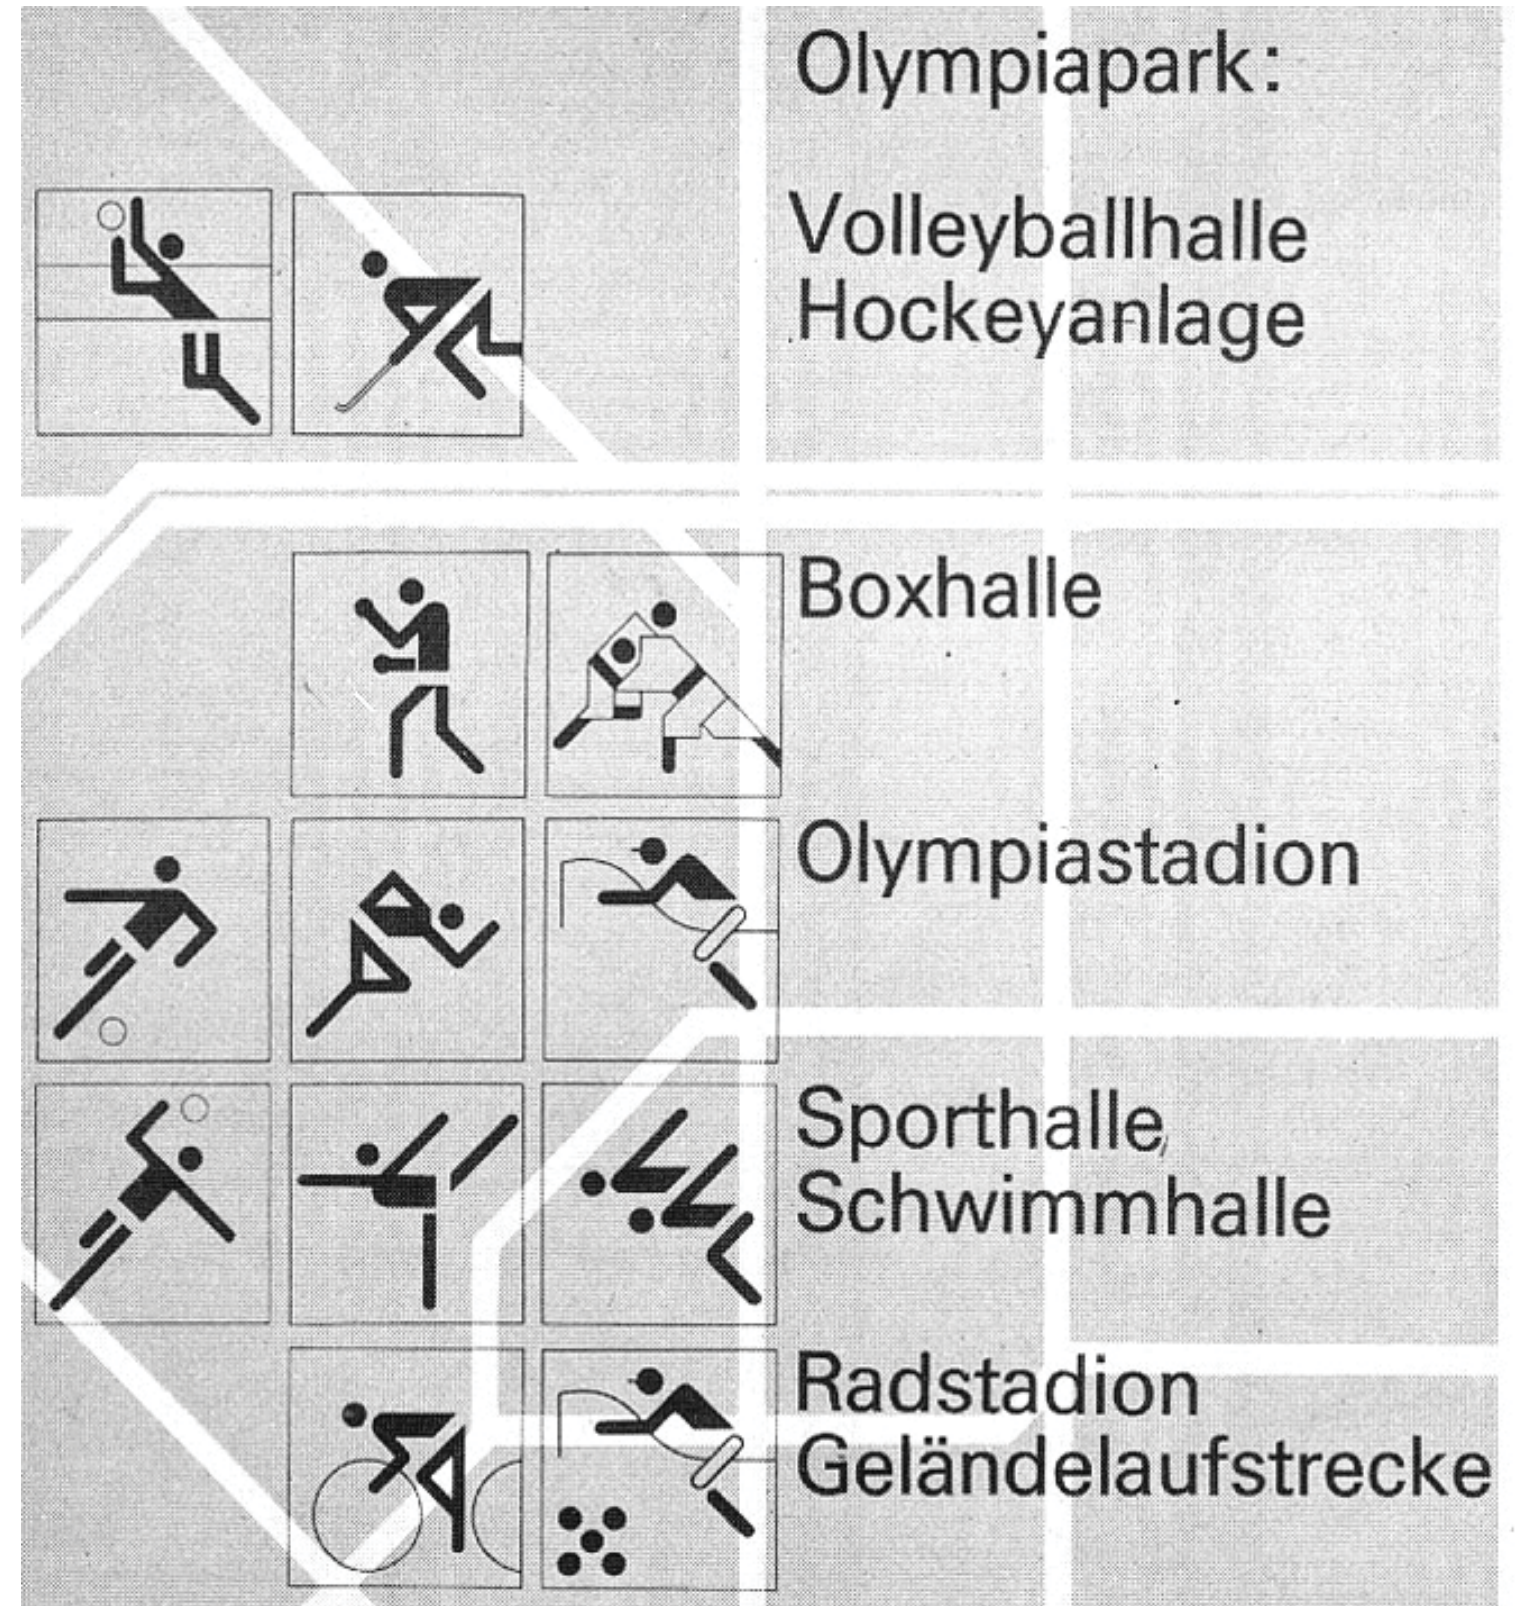 Olympiapark:
Volleyballhalle
Hockeyanlage
Boxhalle
Olympiastadion
Sporthalle,
Schwimmhalle
Radstadion
Geländelaufstrecke